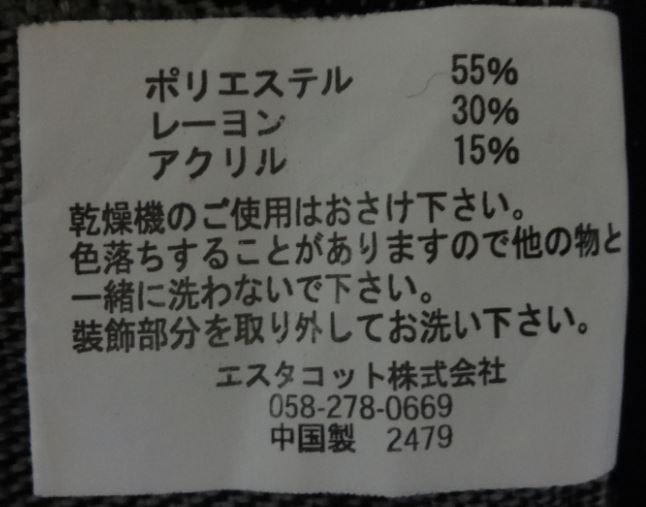 ポリエステル 55%
レーヨン 30%
アクリル 15%
乾燥機のご使用はおさけ下さい。
色落ちすることがありますので他の物と
一緒に洗わないで下さい。
装飾部分を取り外してお洗い下さい。
エスタコット株式会社
058-278-0669
中国製 2479